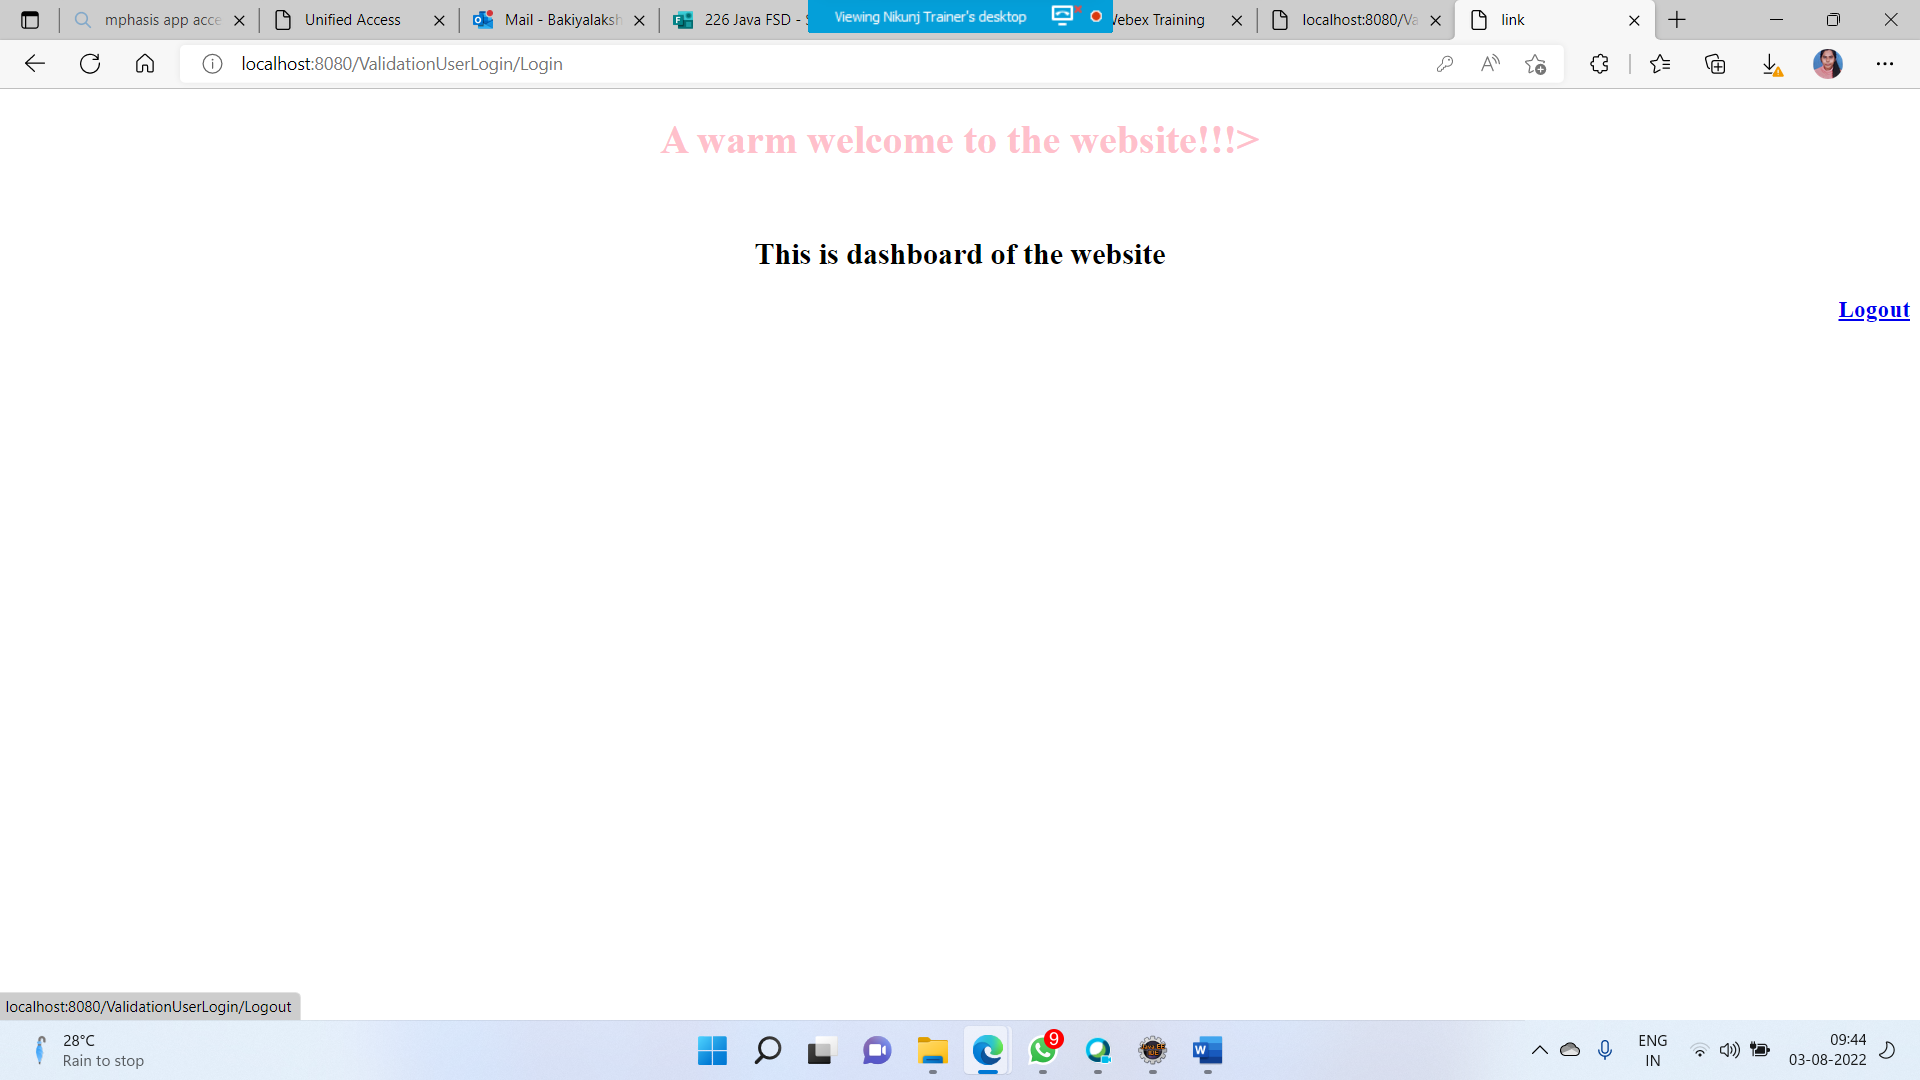 mphasis app acce
Unified Access
Mail - Bakiyalaksh
226 Java FSD - S
Viewing Nikunj Trainer's desktop
Webex Training
localhost:8080/Va
link
localhost:8080/ValidationUserLogin/Login
A warm welcome to the website!!!>
This is dashboard of the website
Logout
localhost:8080/ValidationUserLogin/Logout
28°C
Rain to stop
9
W
ENG
IN
09:44
03-08-2022